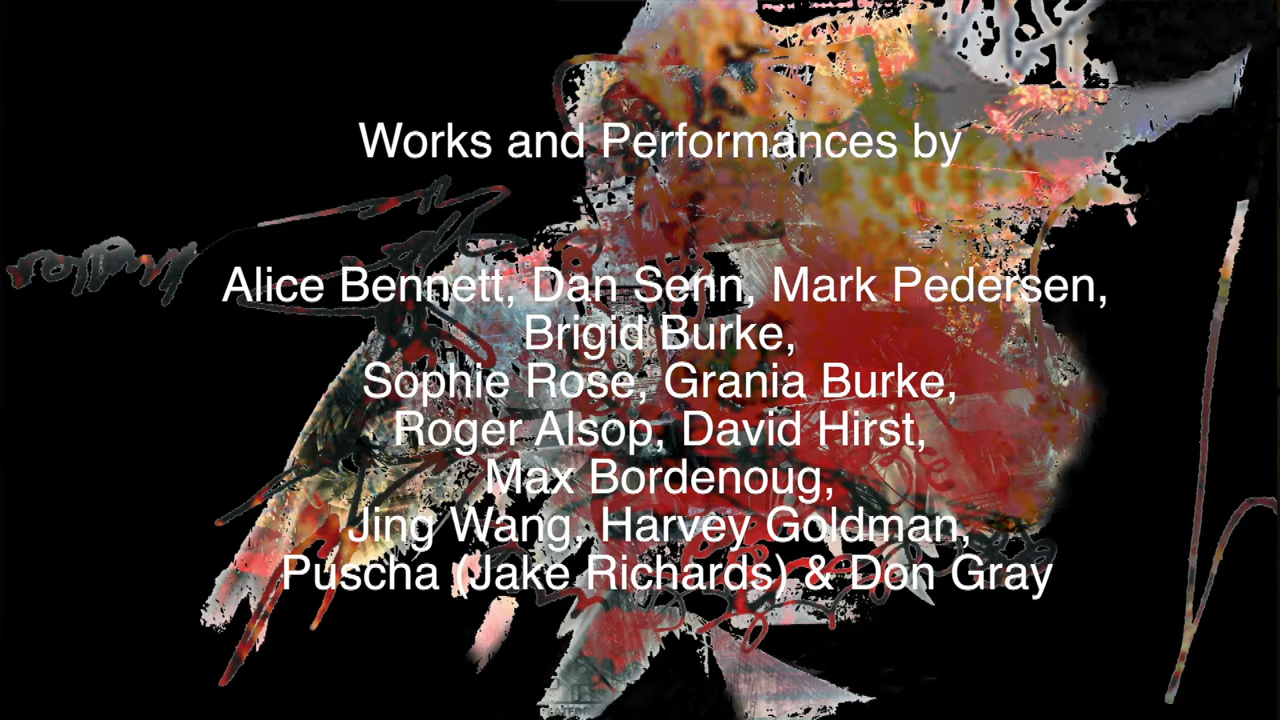 Works and Performances by
Alice Bennett, Dan Senn, Mark Pedersen,
Brigid Burke,
Sophie Rose, Grania Burke,
Roger Alsop, David Hirst,
Max Bordenoug,
Jing Wang, Harvey Goldman,
Puscha (Jake Richards) & Don Gray